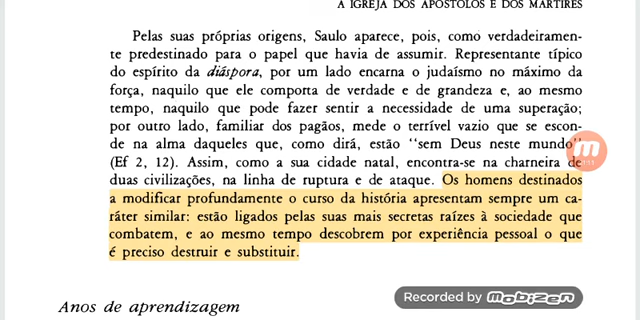 A IGREJA DOS APÓSTOLOS E DOS MÁRTIRES
Pelas suas próprias origens, Saulo aparece, pois, como verdadeiramen-
te predestinado para o papel que havia de assumir. Representante típico
do espírito da diáspora, por um lado encarna o judaísmo no máximo da
força, naquilo que ele comporta de verdade e de grandeza e, ao mesmo
tempo, naquilo que pode fazer sentir a necessidade de uma superação;
por outro lado, familiar dos pagãos, mede o terrível vazio que se escon-
de na alma daqueles que, como dirá, estão "sem Deus neste mundo"
(Ef 2, 12). Assim, como a sua cidade natal, encontra-se na charneira de
duas civilizações, na linha de ruptura e de ataque. Os homens destinados
a modificar profundamente o curso da história apresentam sempre um ca-
ráter similar: estão ligados pelas suas mais secretas raízes à sociedade que
combatem, e ao mesmo tempo descobrem por experiência pessoal o que
é preciso destruir e substituir.
Anos de aprendizagem
Recorded by mobizen